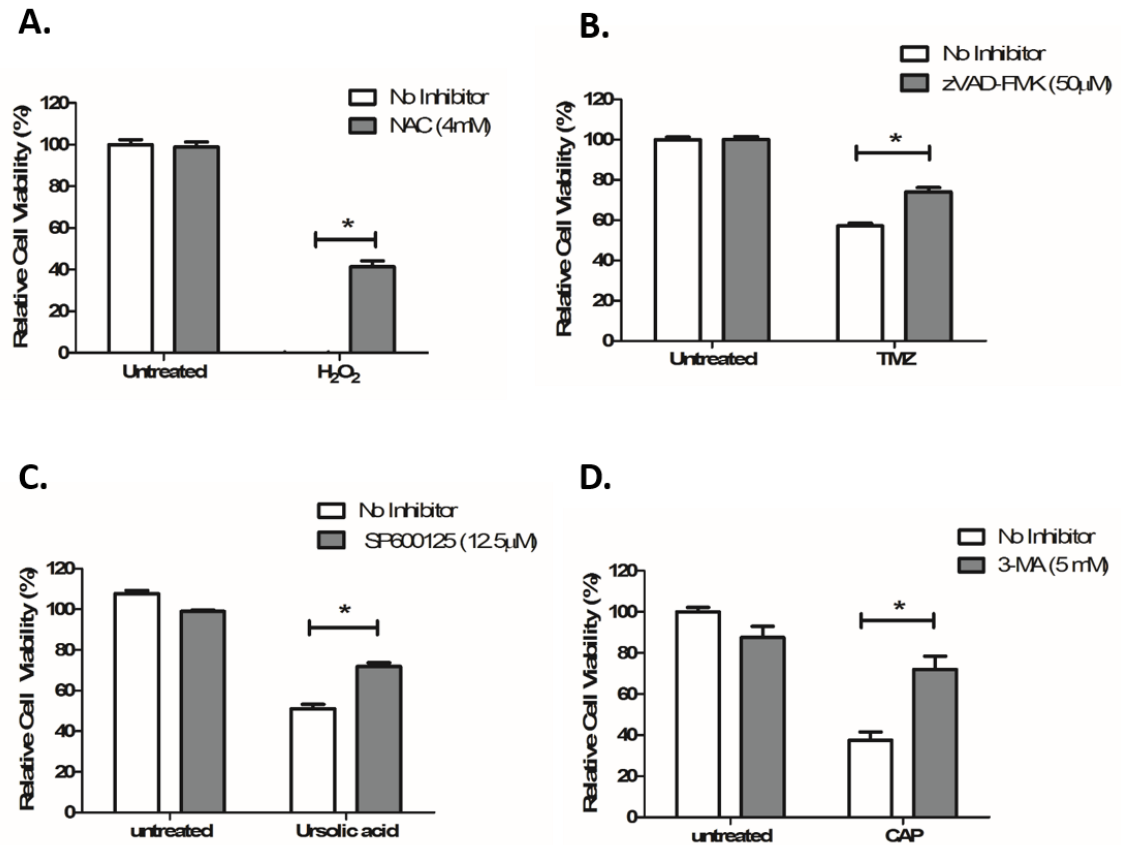 A.
No Inhibitor
NAC (4mM)
Relative Cell Viability (%)
120
100
80
60
40
20
0
*
Untreated
H₂O₂
B.
No Inhibitor
zVAD-FMK (50µM)
Relative Cell Viability (%)
120
100
80
60
40
20
0
*
Untreated
TMZ
C.
No Inhibitor
SP600125 (12.5µM)
Relative Cell Viability (%)
120
100
80
60
40
20
0
*
untreated
Ursolic acid
D.
No Inhibitor
3-MA (5 mM)
Relative Cell Viability (%)
120
100
80
60
40
20
0
*
untreated
CAP